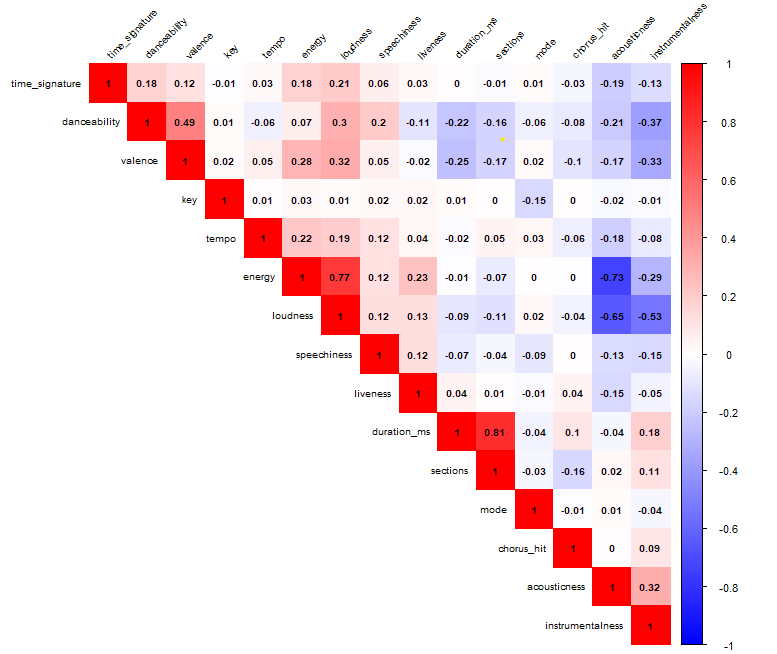 time_signature danceability valence key tempo energy loudness speechiness liveness duration_ms sections mode chorus_hit acousticness instrumentalness
time_signature 1 0.18 0.12 -0.01 0.03 0.18 0.21 0.06 0.03 0 -0.01 0.01 -0.03 -0.19 -0.13 1
danceability 1 0.49 0.01 -0.06 0.07 0.3 0.2 -0.11 -0.22 -0.16 -0.06 -0.08 -0.21 -0.37 0.8
valence 1 0.02 0.05 0.28 0.32 0.05 -0.02 -0.25 -0.17 0.02 -0.1 -0.17 -0.33 0.6
key 1 0.01 0.03 0.01 0.02 0.02 0.01 0 -0.15 0 -0.02 -0.01 0.4
tempo 1 0.22 0.19 0.12 0.04 -0.02 0.05 0.03 -0.06 -0.18 -0.08
energy 1 0.77 0.12 0.23 -0.01 -0.07 0 0 -0.73 -0.29 0.2
loudness 1 0.12 0.13 -0.09 -0.11 0.02 -0.04 -0.65 -0.53
speechiness 1 0.12 -0.07 -0.04 -0.09 0 -0.13 -0.15 0
liveness 1 0.04 0.01 -0.01 0.04 -0.15 -0.05 -0.2
duration_ms 1 0.81 -0.04 0.1 -0.04 0.18
sections 1 -0.03 -0.16 0.02 0.11 -0.4
mode 1 -0.01 0.01 -0.04 -0.6
chorus_hit 1 0 0.09
acousticness 1 0.32 -0.8
instrumentalness 1 -1